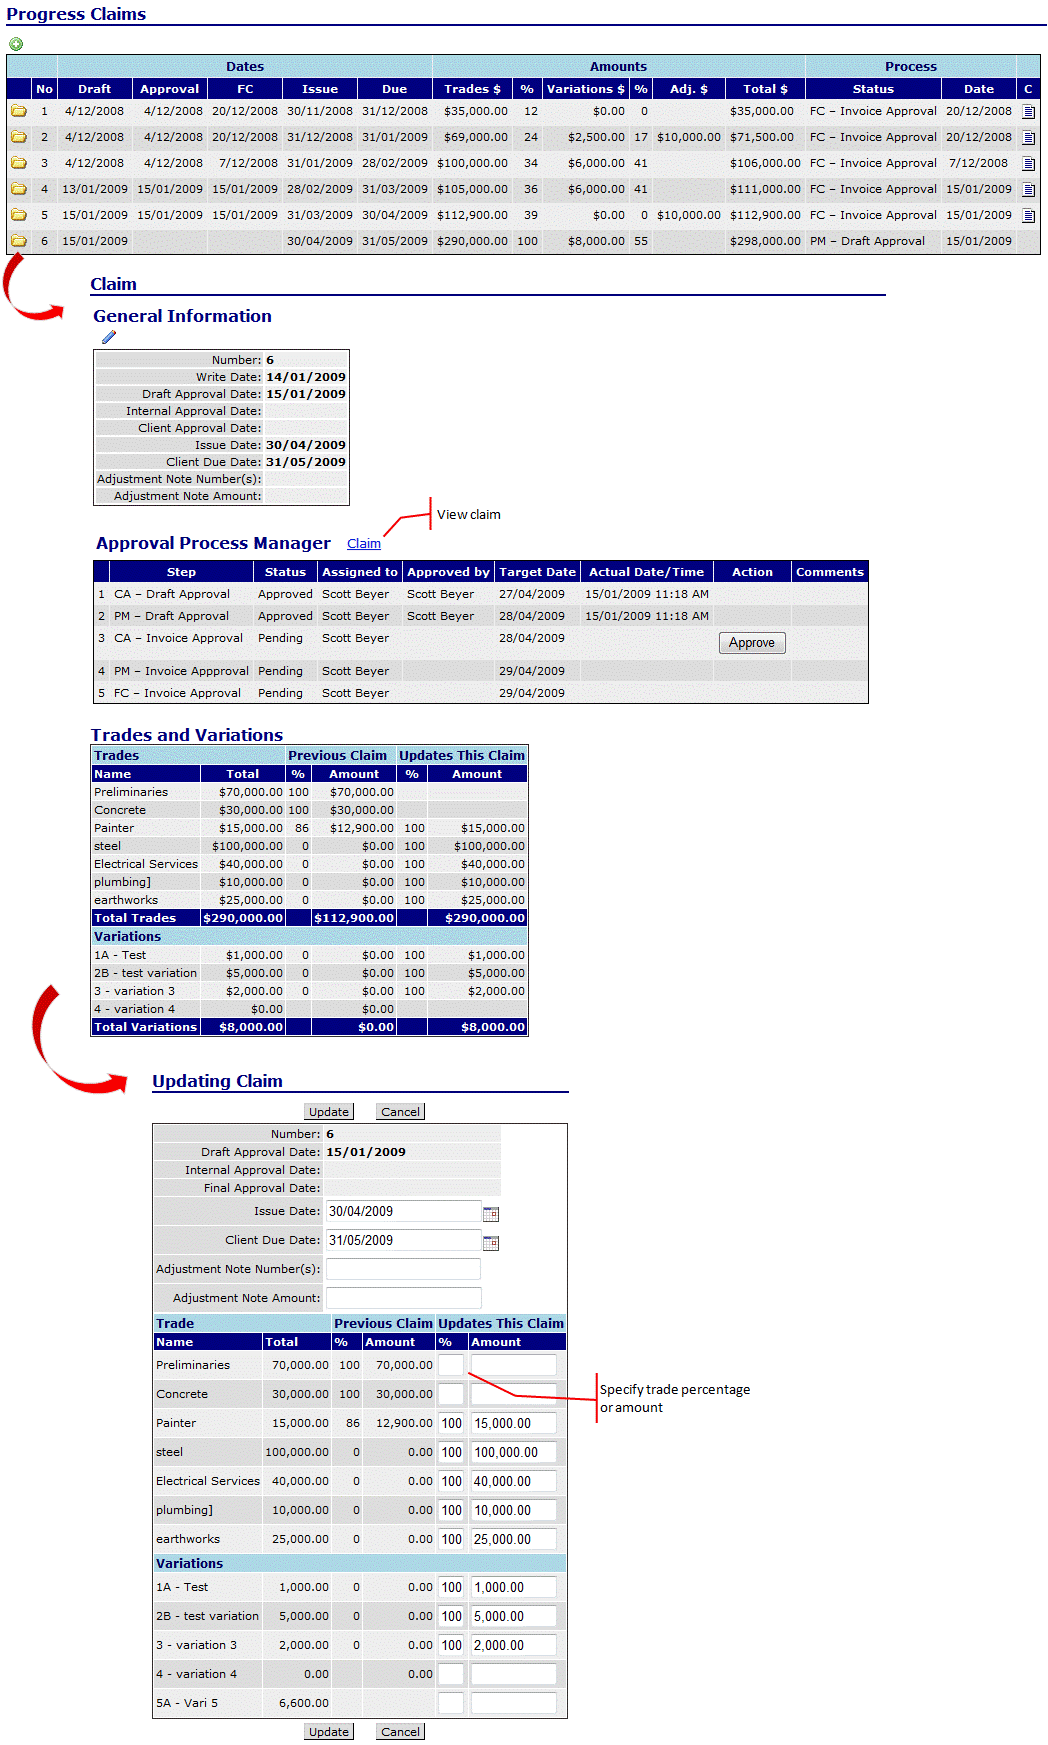 Progress Claims
Dates Amounts Process
No Draft Approval FC Issue Due Trades $ % Variations $ % Adj. $ Total $ Status Date C
1 4/12/2008 4/12/2008 20/12/2008 30/11/2008 31/12/2008 $35,000.00 12 $0.00 0 $35,000.00 FC – Invoice Approval 20/12/2008
2 4/12/2008 4/12/2008 20/12/2008 31/12/2008 31/01/2009 $69,000.00 24 $2,500.00 17 $10,000.00 $71,500.00 FC – Invoice Approval 20/12/2008
3 4/12/2008 4/12/2008 7/12/2008 31/01/2009 28/02/2009 $100,000.00 34 $6,000.00 41 $106,000.00 FC – Invoice Approval 7/12/2008
4 13/01/2009 15/01/2009 15/01/2009 28/02/2009 31/03/2009 $105,000.00 36 $6,000.00 41 $111,000.00 FC – Invoice Approval 15/01/2009
5 15/01/2009 15/01/2009 15/01/2009 31/03/2009 30/04/2009 $112,900.00 39 $0.00 0 $10,000.00 $112,900.00 FC – Invoice Approval 15/01/2009
6 15/01/2009 30/04/2009 31/05/2009 $290,000.00 100 $8,000.00 55 $298,000.00 PM – Draft Approval 15/01/2009
Claim
General Information
Number: 6
Write Date: 14/01/2009
Draft Approval Date: 15/01/2009
Internal Approval Date:
Client Approval Date:
Issue Date: 30/04/2009
Client Due Date: 31/05/2009
Adjustment Note Number(s):
Adjustment Note Amount:
View claim
Approval Process Manager Claim
Step Status Assigned to Approved by Target Date Actual Date/Time Action Comments
1 CA – Draft Approval Approved Scott Beyer Scott Beyer 27/04/2009 15/01/2009 11:18 AM
2 PM – Draft Approval Approved Scott Beyer Scott Beyer 28/04/2009 15/01/2009 11:18 AM
3 CA – Invoice Approval Pending Scott Beyer 28/04/2009 Approve
4 PM – Invoice Appproval Pending Scott Beyer 29/04/2009
5 FC – Invoice Approval Pending Scott Beyer 29/04/2009
Trades and Variations
Trades Previous Claim Updates This Claim
Name Total % Amount % Amount
Preliminaries $70,000.00 100 $70,000.00
Concrete $30,000.00 100 $30,000.00
Painter $15,000.00 86 $12,900.00 100 $15,000.00
steel $100,000.00 0 $0.00 100 $100,000.00
Electrical Services $40,000.00 0 $0.00 100 $40,000.00
plumbing] $10,000.00 0 $0.00 100 $10,000.00
earthworks $25,000.00 0 $0.00 100 $25,000.00
Total Trades $290,000.00 $112,900.00 $290,000.00
Variations
1A - Test $1,000.00 0 $0.00 100 $1,000.00
2B - test variation $5,000.00 0 $0.00 100 $5,000.00
3 - variation 3 $2,000.00 0 $0.00 100 $2,000.00
4 - variation 4 $0.00 $0.00
Total Variations $8,000.00 $0.00 $8,000.00
Updating Claim
Update Cancel
Number: 6
Draft Approval Date: 15/01/2009
Internal Approval Date:
Final Approval Date:
Issue Date: 30/04/2009
Client Due Date: 31/05/2009
Adjustment Note Number(s):
Adjustment Note Amount:
Trade Previous Claim Updates This Claim
Name Total % Amount % Amount
Preliminaries 70,000.00 100 70,000.00
Specify trade percentage
or amount
Concrete 30,000.00 100 30,000.00
Painter 15,000.00 86 12,900.00 100 15,000.00
steel 100,000.00 0 0.00 100 100,000.00
Electrical Services 40,000.00 0 0.00 100 40,000.00
plumbing] 10,000.00 0 0.00 100 10,000.00
earthworks 25,000.00 0 0.00 100 25,000.00
Variations
1A - Test 1,000.00 0 0.00 100 1,000.00
2B - test variation 5,000.00 0 0.00 100 5,000.00
3 - variation 3 2,000.00 0 0.00 100 2,000.00
4 - variation 4 0.00 0.00
5A - Vari 5 6,600.00
Update Cancel